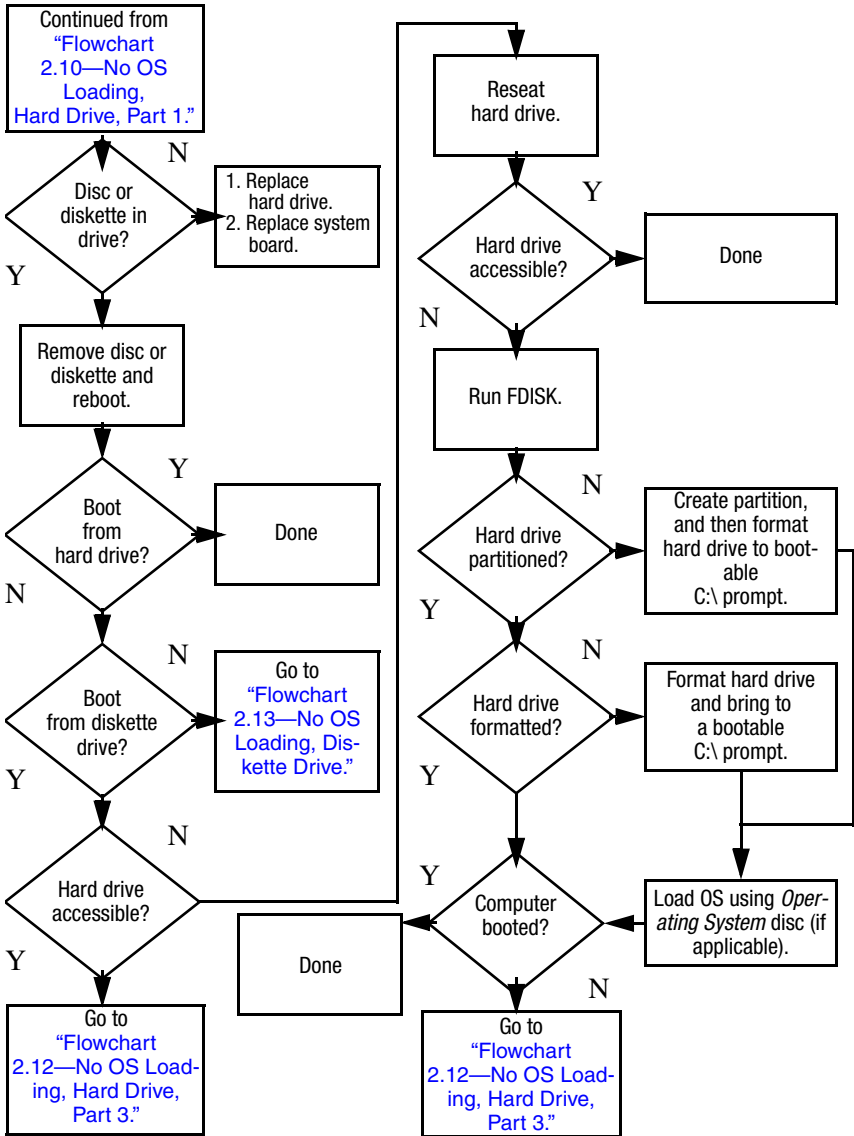 Continued from
“Flowchart
2.10—No OS
Loading,
Hard Drive, Part 1.”
N
Disc or
diskette in
drive?
1. Replace
hard drive.
2. Replace system
board.
Y
Remove disc or
diskette and
reboot.
Y
Boot
from
hard drive?
Done
N
N
Boot
from diskette
drive?
Go to
“Flowchart
2.13—No OS
Loading, Dis-
kette Drive.”
Y
N
Hard drive
accessible?
Y
Go to
“Flowchart
2.12—No OS Load-
ing, Hard Drive,
Part 3.”
Reseat
hard drive.
Y
Hard drive
accessible?
Done
N
Run FDISK.
N
Hard drive
partitioned?
Create partition,
and then format
hard drive to boot-
able
C:\ prompt.
Y
N
Hard drive
formatted?
Format hard drive
and bring to
a bootable
C:\ prompt.
Y
Y
Computer
booted?
Load OS using Oper-
ating System disc (if
applicable).
Done
N
Go to
“Flowchart
2.12—No OS Load-
ing, Hard Drive,
Part 3.”